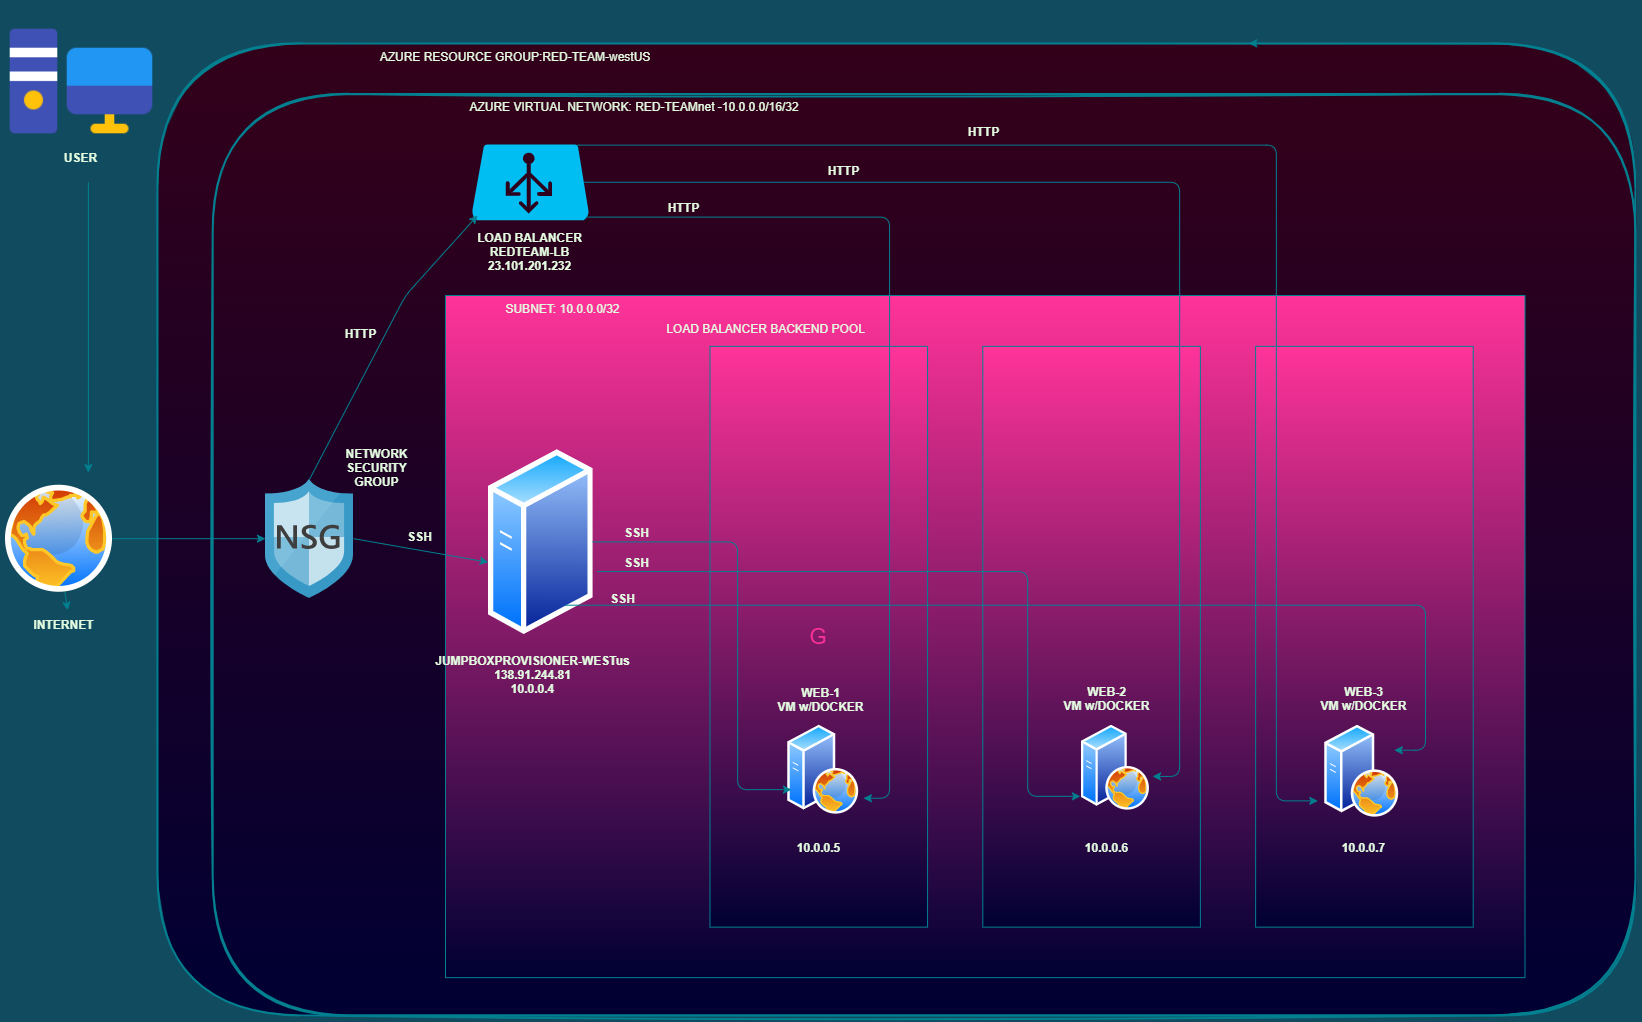 AZURE RESOURCE GROUP:RED-TEAM-westUS
AZURE VIRTUAL NETWORK: RED-TEAMnet -10.0.0.0/16/32
USER
HTTP
HTTP
HTTP
LOAD BALANCER
REDTEAM-LB
23.101.201.232
HTTP
SUBNET: 10.0.0.0/32
LOAD BALANCER BACKEND POOL
NETWORK
SECURITY
GROUP
NSG
SSH
SSH
SSH
SSH
INTERNET
G
JUMPBOXPROVISIONER-WESTus
138.91.244.81
10.0.0.4
WEB-1
VM w/DOCKER
10.0.0.5
WEB-2
VM w/DOCKER
10.0.0.6
WEB-3
VM w/DOCKER
10.0.0.7